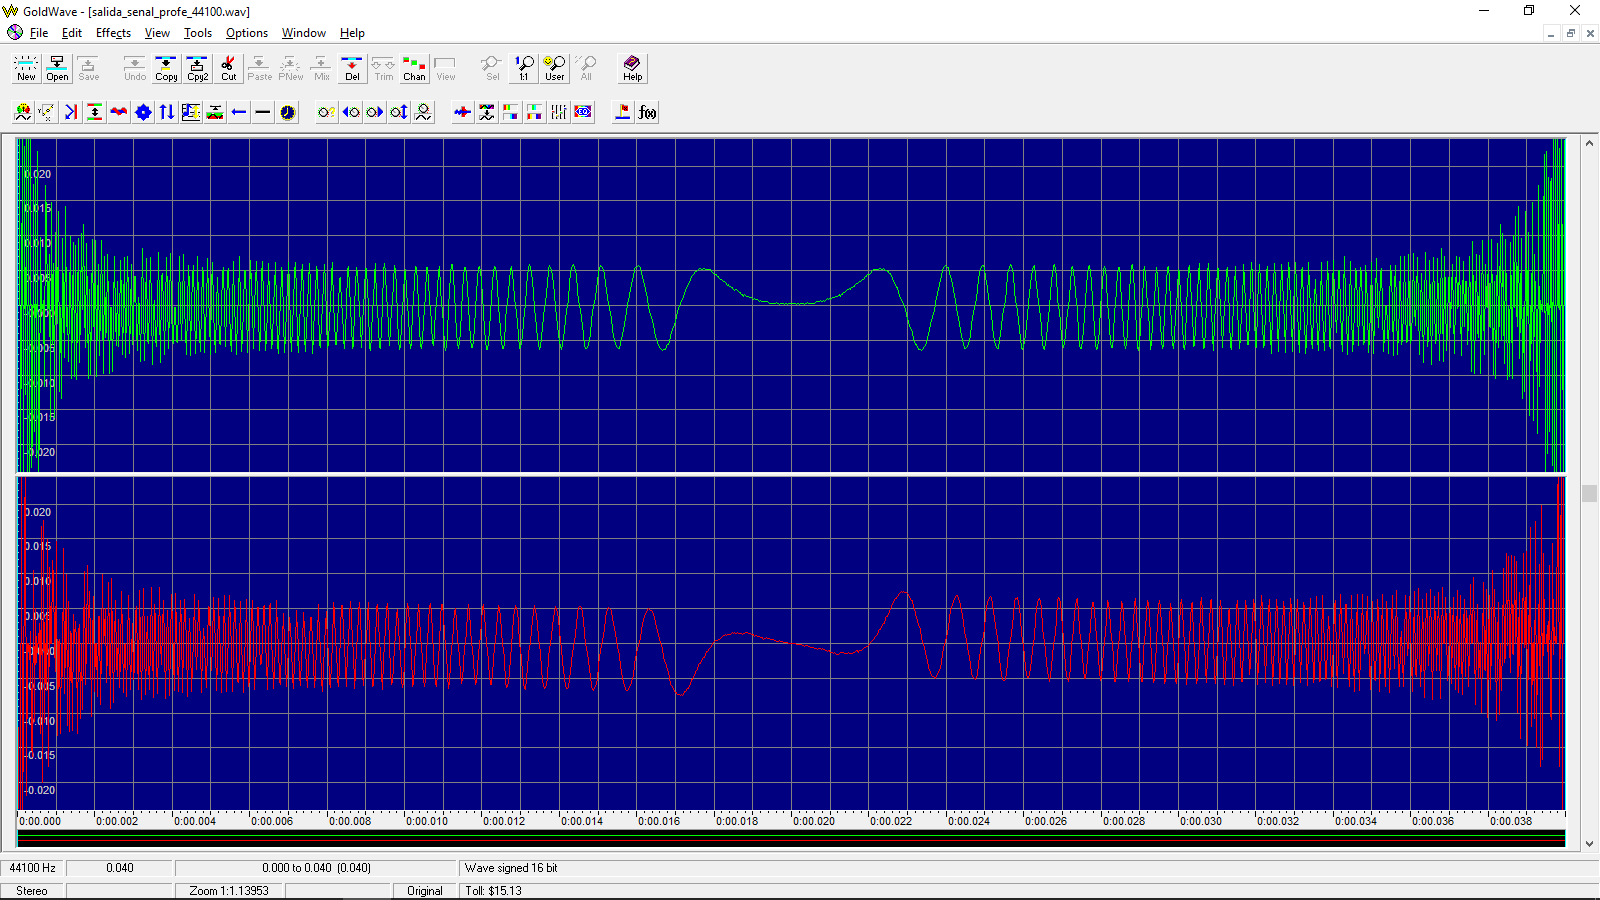 GoldWave - [salida_senal_profe_44100.wav]
File Edit Effects View Tools Options Window Help
New Open Save Undo Copy Cpy2 Cut Paste PNew Mix Del Trim Chan View Sel 1:1 User All Help
f(x)
0.020
0.015
0.010
0.005
-0.000
-0.005
-0.010
-0.015
-0.020
0.020
0.015
0.010
0.005
-0.000
-0.005
-0.010
-0.015
-0.020
0:00.000 0:00.002 0:00.004 0:00.006 0:00.008 0:00.010 0:00.012 0:00.014 0:00.016 0:00.018 0:00.020 0:00.022 0:00.024 0:00.026 0:00.028 0:00.030 0:00.032 0:00.034 0:00.036 0:00.038
44100 Hz 0.040 0.000 to 0.040 (0.040) Wave signed 16 bit
Stereo Zoom 1:1.13953 Original Toll: $15.13